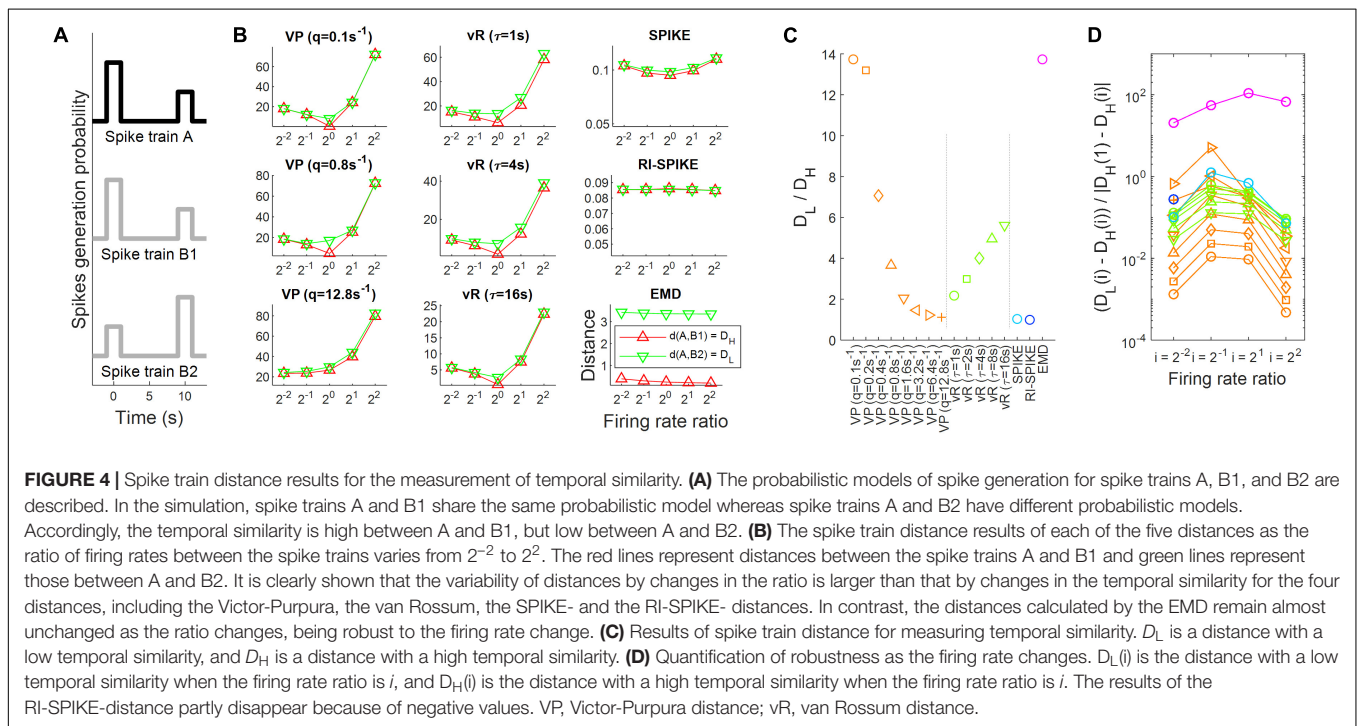 A
Spikes generation probability
Spike train A
Spike train B1
Spike train B2
0 5 10
Time (s)
B
VP (q=0.1s⁻¹)
60
40
20
2⁻² 2⁻¹ 2⁰ 2¹ 2²
vR (τ=1s)
60
40
20
2⁻² 2⁻¹ 2⁰ 2¹ 2²
SPIKE
0.1
0.05
2⁻² 2⁻¹ 2⁰ 2¹ 2²
VP (q=0.8s⁻¹)
80
60
40
20
2⁻² 2⁻¹ 2⁰ 2¹ 2²
vR (τ=4s)
40
20
2⁻² 2⁻¹ 2⁰ 2¹ 2²
RI-SPIKE
0.09
0.08
0.07
0.06
0.05
2⁻² 2⁻¹ 2⁰ 2¹ 2²
VP (q=12.8s⁻¹)
80
60
40
20
2⁻² 2⁻¹ 2⁰ 2¹ 2²
vR (τ=16s)
25
20
15
10
5
2⁻² 2⁻¹ 2⁰ 2¹ 2²
EMD
Distance
3
2
1
d(A,B1) = D_H
d(A,B2) = D_L
2⁻² 2⁻¹ 2⁰ 2¹ 2²
Firing rate ratio
C
D_L / D_H
14
12
10
8
6
4
2
0
VP (q=0.1s⁻¹)
VP (q=0.2s⁻¹)
VP (q=0.4s⁻¹)
VP (q=0.8s⁻¹)
VP (q=1.6s⁻¹)
VP (q=3.2s⁻¹)
VP (q=6.4s⁻¹)
VP (q=12.8s⁻¹)
vR (τ=1s)
vR (τ=2s)
vR (τ=4s)
vR (τ=8s)
vR (τ=16s)
SPIKE
RI-SPIKE
EMD
D
(D_L(i) - D_H(i)) / |D_H(1) - D_H(i)|
10²
10⁰
10⁻²
10⁻⁴
i = 2⁻² i = 2⁻¹ i = 2¹ i = 2²
Firing rate ratio
FIGURE 4 | Spike train distance results for the measurement of temporal similarity. (A) The probabilistic models of spike generation for spike trains A, B1, and B2 are
described. In the simulation, spike trains A and B1 share the same probabilistic model whereas spike trains A and B2 have different probabilistic models.
Accordingly, the temporal similarity is high between A and B1, but low between A and B2. (B) The spike train distance results of each of the five distances as the
ratio of firing rates between the spike trains varies from 2⁻² to 2². The red lines represent distances between the spike trains A and B1 and green lines represent
those between A and B2. It is clearly shown that the variability of distances by changes in the ratio is larger than that by changes in the temporal similarity for the four
distances, including the Victor-Purpura, the van Rossum, the SPIKE- and the RI-SPIKE- distances. In contrast, the distances calculated by the EMD remain almost
unchanged as the ratio changes, being robust to the firing rate change. (C) Results of spike train distance for measuring temporal similarity. D_L is a distance with a
low temporal similarity, and D_H is a distance with a high temporal similarity. (D) Quantification of robustness as the firing rate changes. D_L(i) is the distance with a low
temporal similarity when the firing rate ratio is i, and D_H(i) is the distance with a high temporal similarity when the firing rate ratio is i. The results of the
RI-SPIKE-distance partly disappear because of negative values. VP, Victor-Purpura distance; vR, van Rossum distance.